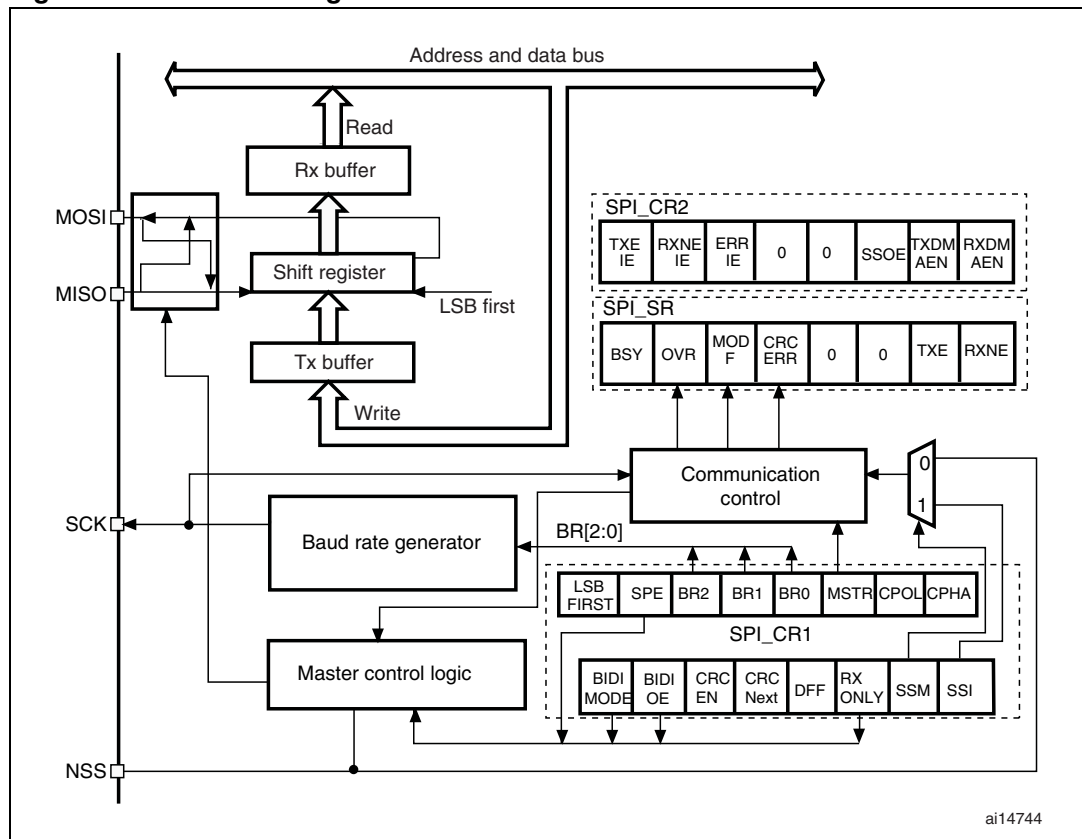 Address and data bus
Read
Rx buffer
MOSI
Shift register
MISO
LSB first
Tx buffer
Write
SPI_CR2
TXE IE
RXNE IE
ERR IE
0
0
SSOE
TXDM AEN
RXDM AEN
SPI_SR
BSY
OVR
MOD F
CRC ERR
0
0
TXE
RXNE
Communication control
0
1
SCK
Baud rate generator
BR[2:0]
LSB FIRST
SPE
BR2
BR1
BR0
MSTR
CPOL
CPHA
SPI_CR1
Master control logic
BIDI MODE
BIDI OE
CRC EN
CRC Next
DFF
RX ONLY
SSM
SSI
NSS
ai14744